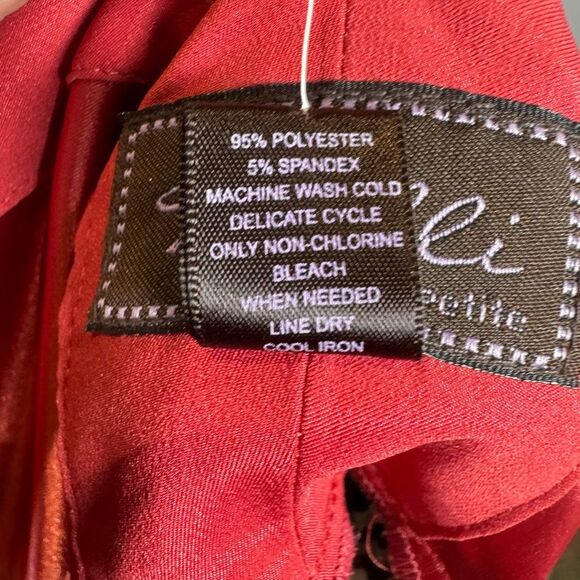 95% POLYESTER
5% SPANDEX
MACHINE WASH COLD
DELICATE CYCLE
ONLY NON-CHLORINE
BLEACH
WHEN NEEDED
LINE DRY
COOL IRON
petite